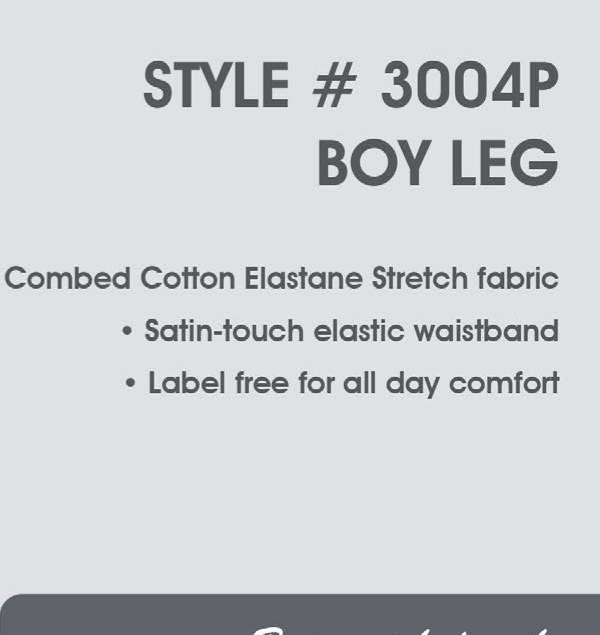 STYLE # 3004P
BOY LEG
Combed Cotton Elastane Stretch fabric
• Satin-touch elastic waistband
• Label free for all day comfort